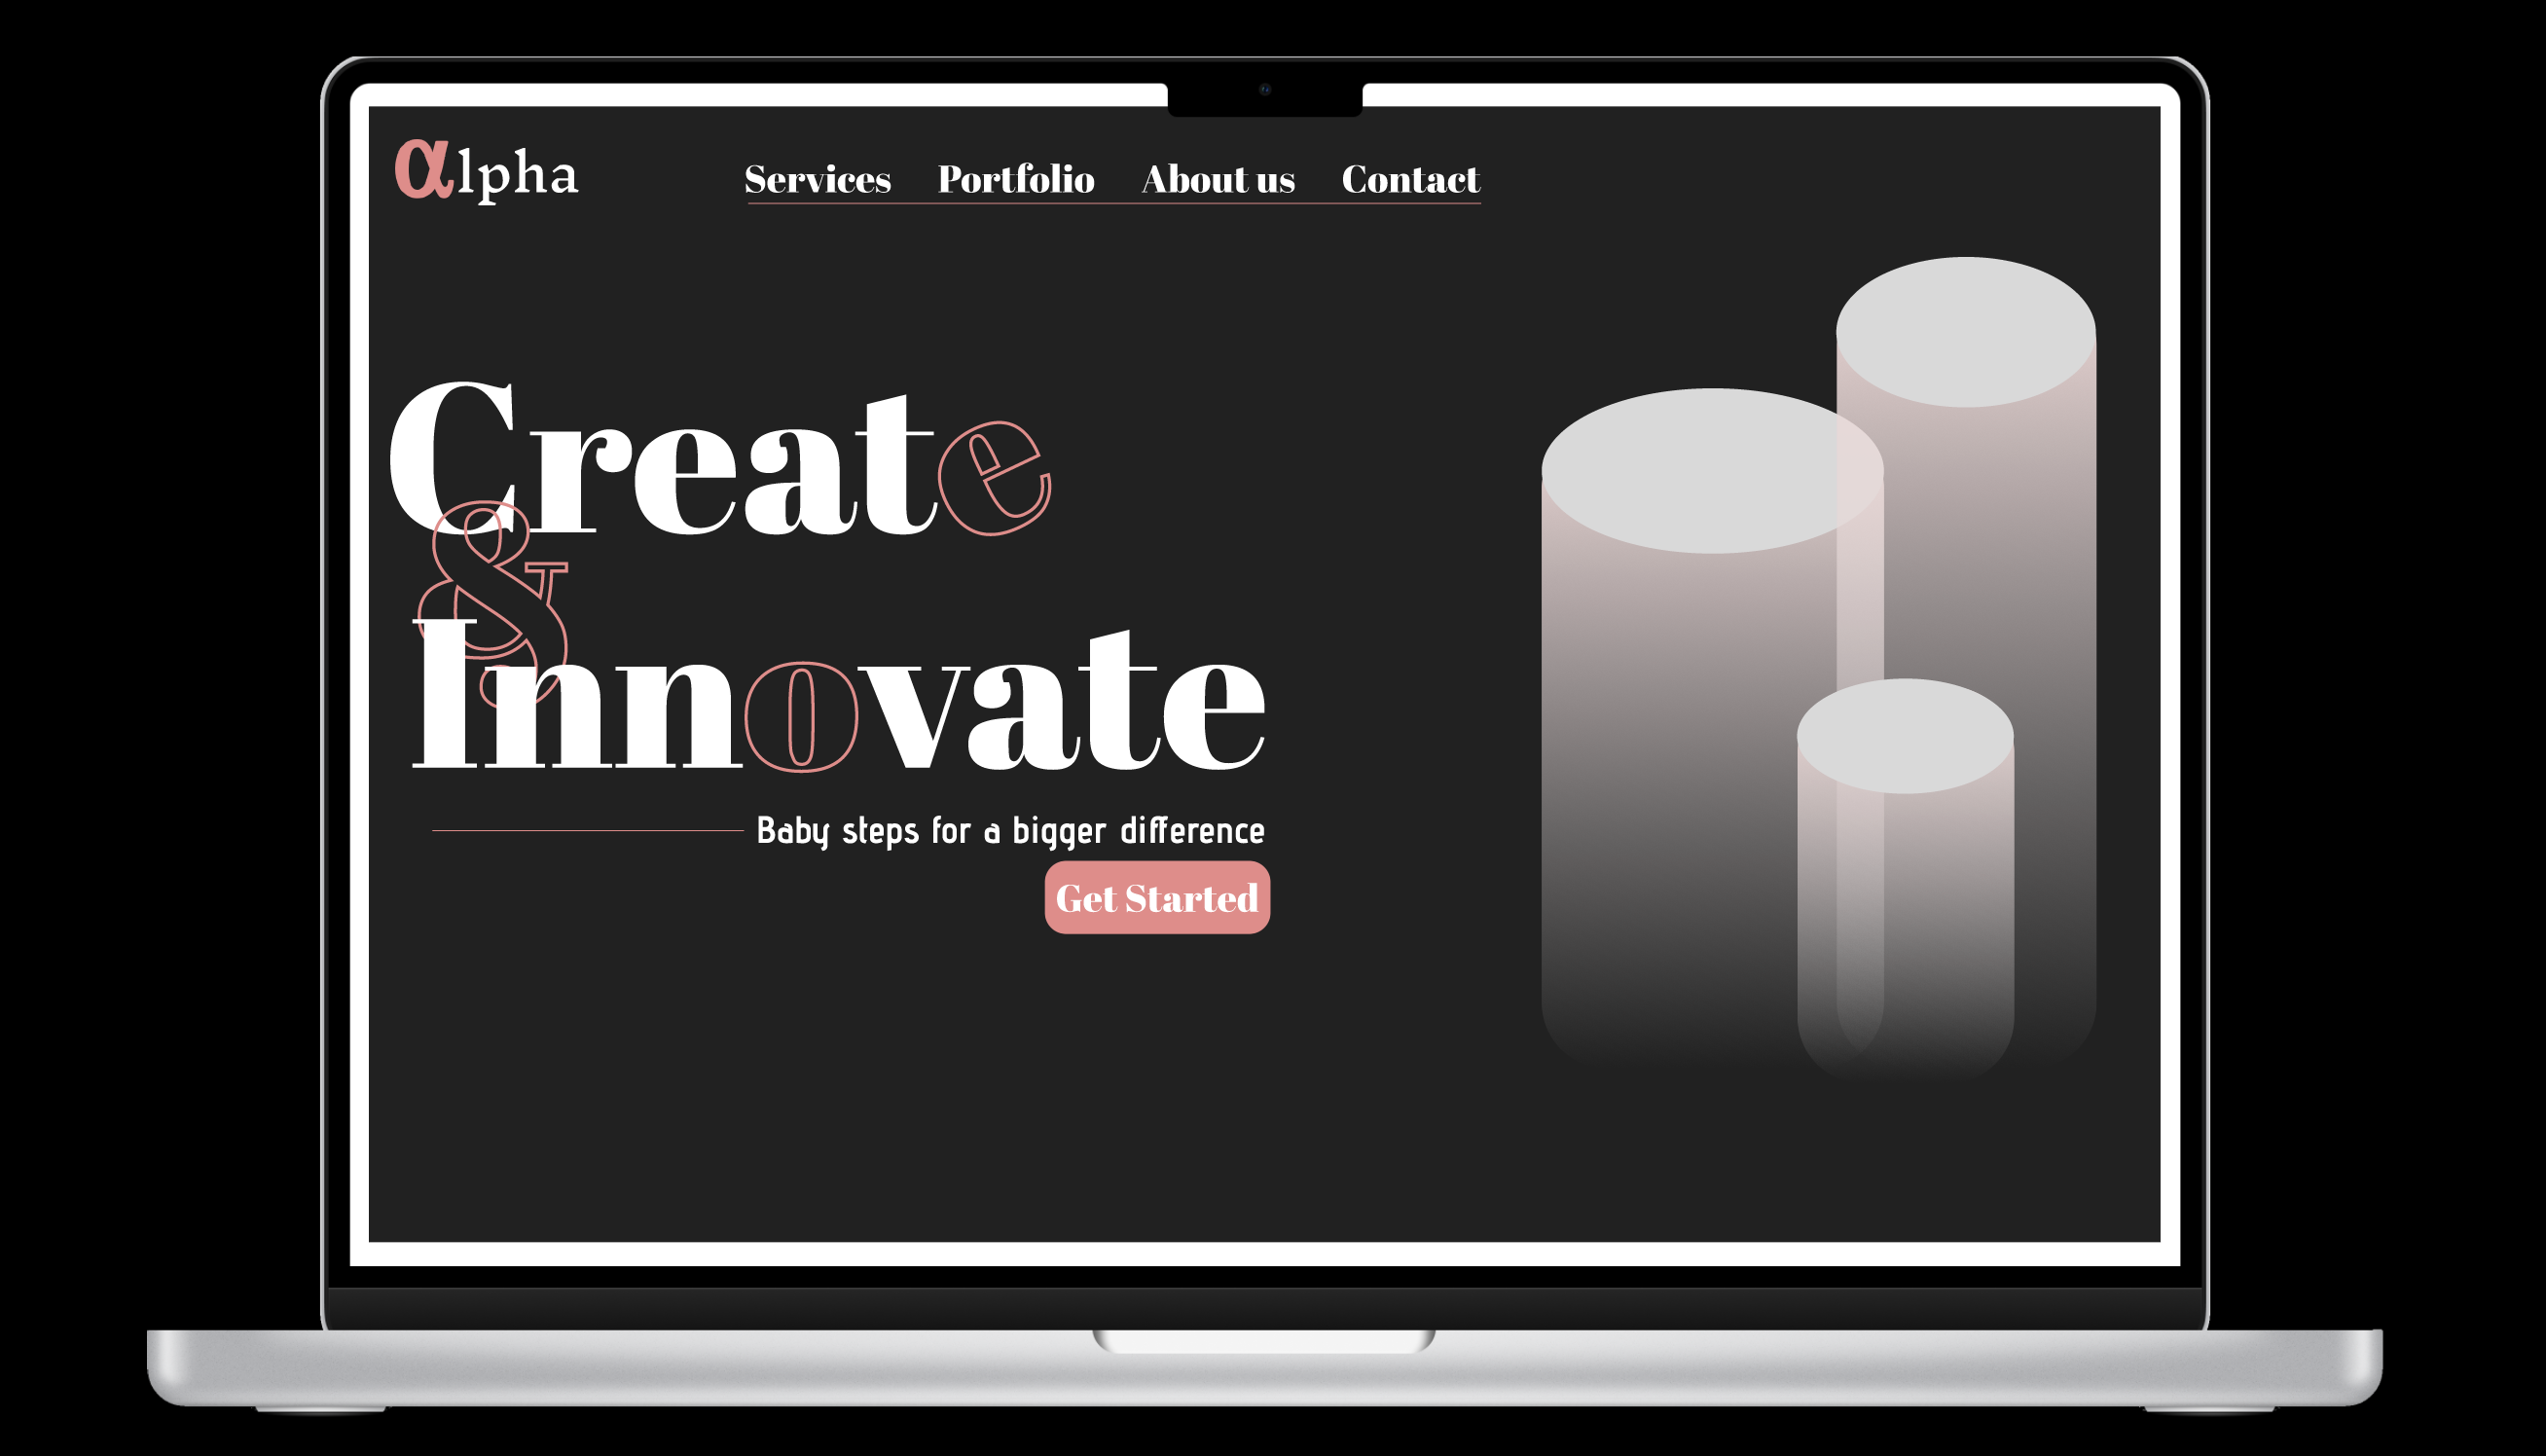 αlpha
Services Portfolio About us Contact
Create
&
Innovate
Baby steps for a bigger difference
Get Started